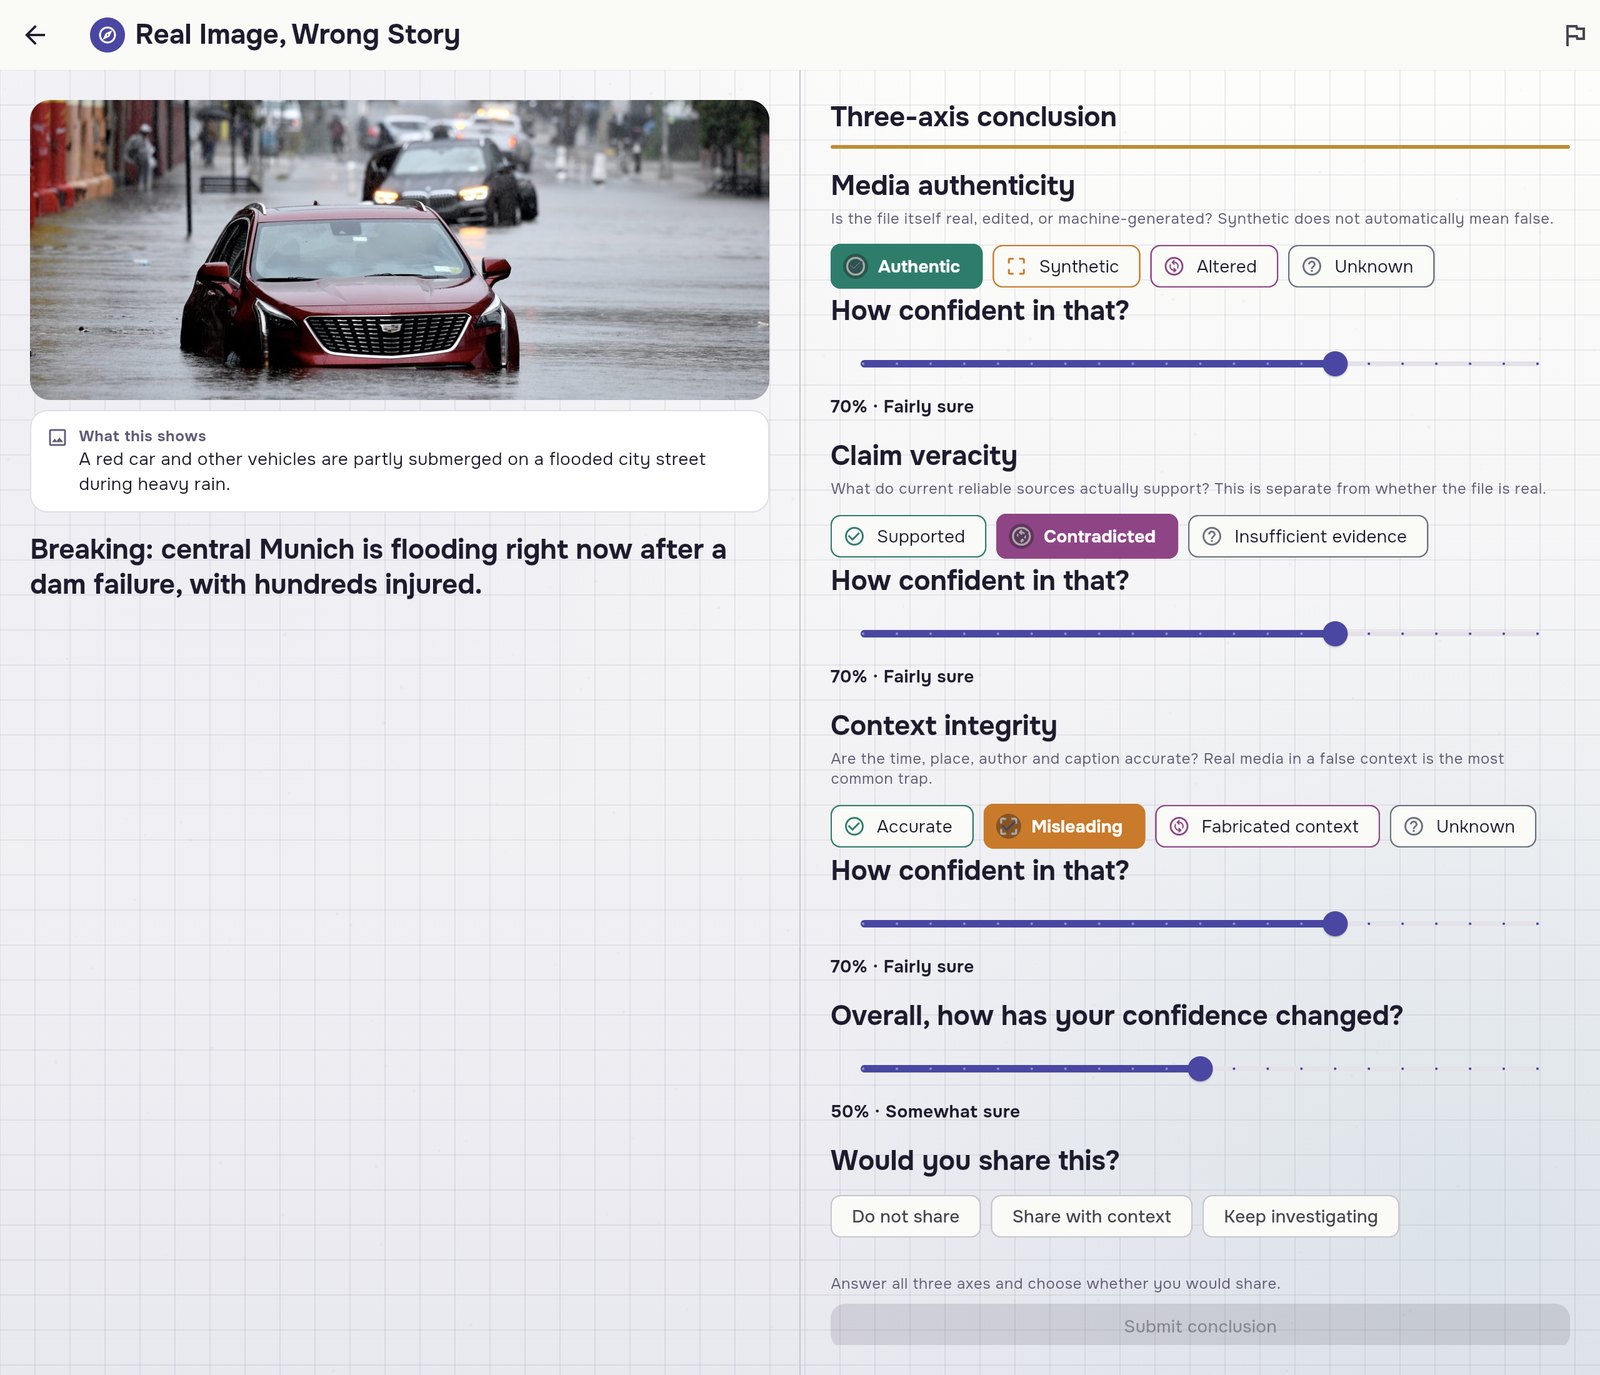 Real Image, Wrong Story
What this shows
A red car and other vehicles are partly submerged on a flooded city street
during heavy rain.
Breaking: central Munich is flooding right now after a
dam failure, with hundreds injured.
Three-axis conclusion
Media authenticity
Is the file itself real, edited, or machine-generated? Synthetic does not automatically mean false.
Authentic Synthetic Altered Unknown
How confident in that?
70% · Fairly sure
Claim veracity
What do current reliable sources actually support? This is separate from whether the file is real.
Supported Contradicted Insufficient evidence
How confident in that?
70% · Fairly sure
Context integrity
Are the time, place, author and caption accurate? Real media in a false context is the most
common trap.
Accurate Misleading Fabricated context Unknown
How confident in that?
70% · Fairly sure
Overall, how has your confidence changed?
50% · Somewhat sure
Would you share this?
Do not share Share with context Keep investigating
Answer all three axes and choose whether you would share.
Submit conclusion